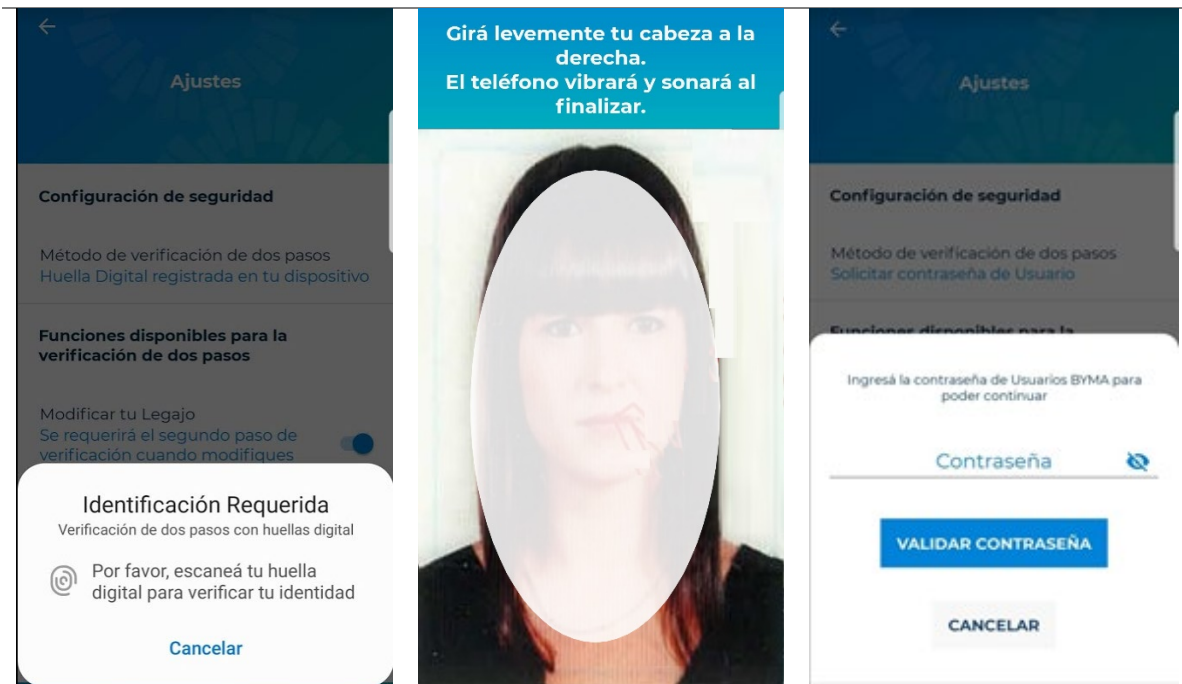 Ajustes
Configuración de seguridad
Método de verificación de dos pasos
Huella Digital registrada en tu dispositivo
Funciones disponibles para la
verificación de dos pasos
Modificar tu Legajo
Se requerirá el segundo paso de
verificación cuando modifiques
Identificación Requerida
Verificación de dos pasos con huellas digital
Por favor, escaneá tu huella
digital para verificar tu identidad
Cancelar
Girá levemente tu cabeza a la
derecha.
El teléfono vibrará y sonará al
finalizar.
Ajustes
Configuración de seguridad
Método de verificación de dos pasos
Solicitar contraseña de Usuario
Funciones disponibles para la
Ingresá la contraseña de Usuarios BYMA para
poder continuar
Contraseña
VALIDAR CONTRASEÑA
CANCELAR